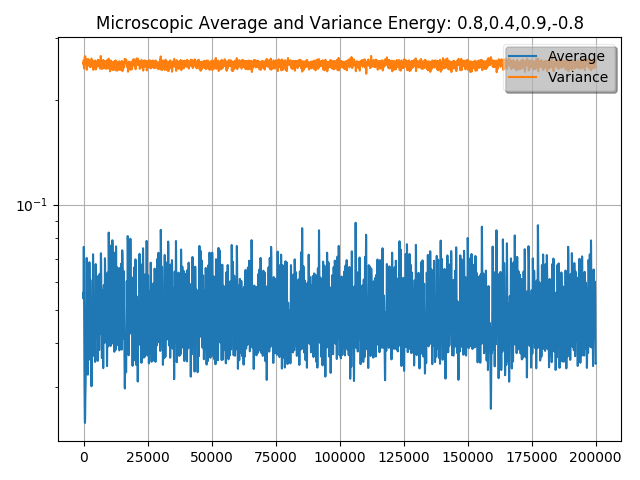 Microscopic Average and Variance Energy: 0.8,0.4,0.9,-0.8
Average
Variance
10⁻¹
0 25000 50000 75000 100000 125000 150000 175000 200000